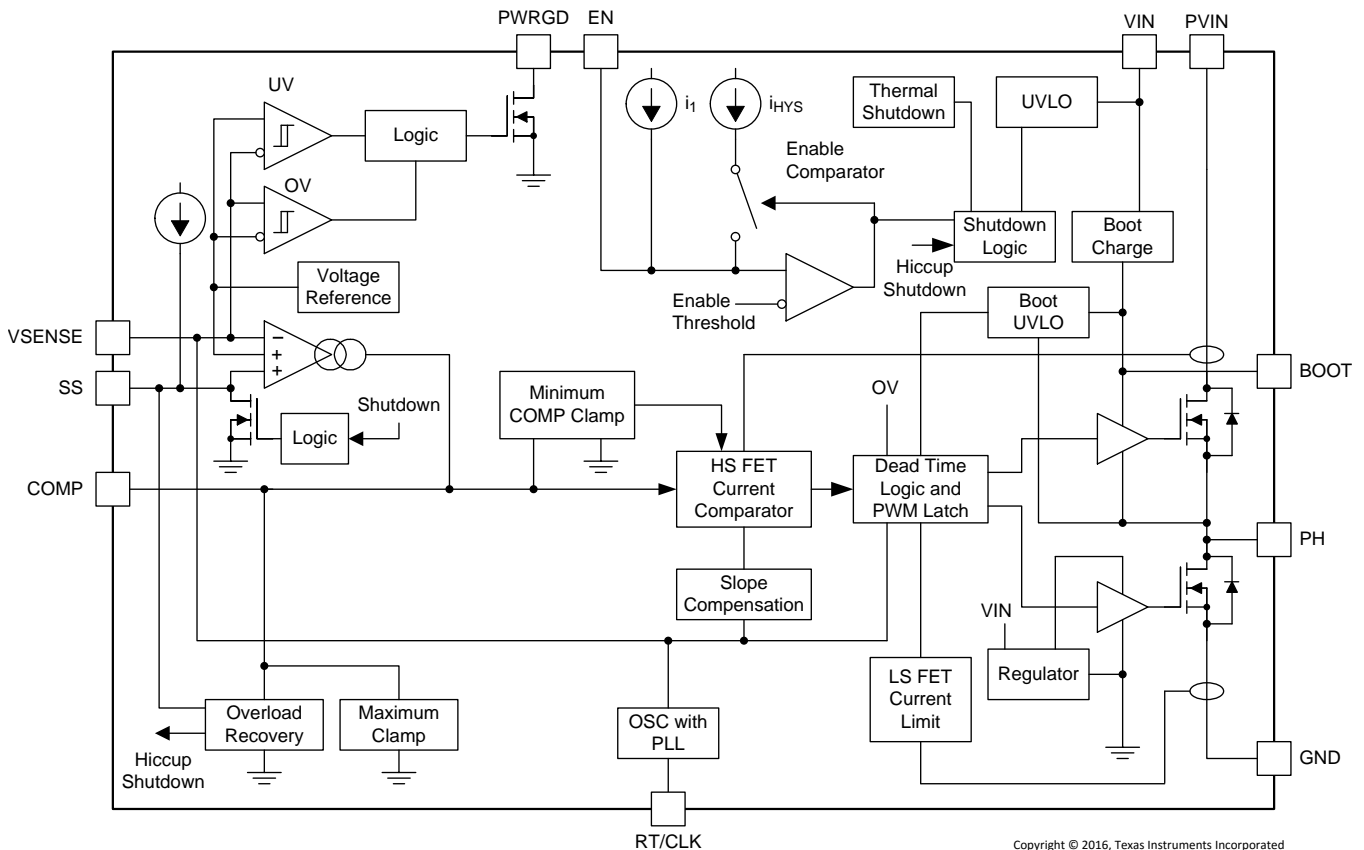 PWRGD
EN
VIN
PVIN
UV
Logic
i1
iHYS
Thermal
Shutdown
UVLO
Enable
Comparator
OV
Shutdown
Logic
Boot
Charge
Hiccup
Shutdown
Voltage
Reference
Enable
Threshold
Boot
UVLO
VSENSE
SS
−
+
+
BOOT
Shutdown
Logic
Minimum
COMP Clamp
OV
COMP
HS FET
Current
Comparator
Dead Time
Logic and
PWM Latch
PH
Slope
Compensation
VIN
Regulator
LS FET
Current
Limit
Overload
Recovery
Maximum
Clamp
OSC with
PLL
Hiccup
Shutdown
GND
RT/CLK
Copyright © 2016, Texas Instruments Incorporated